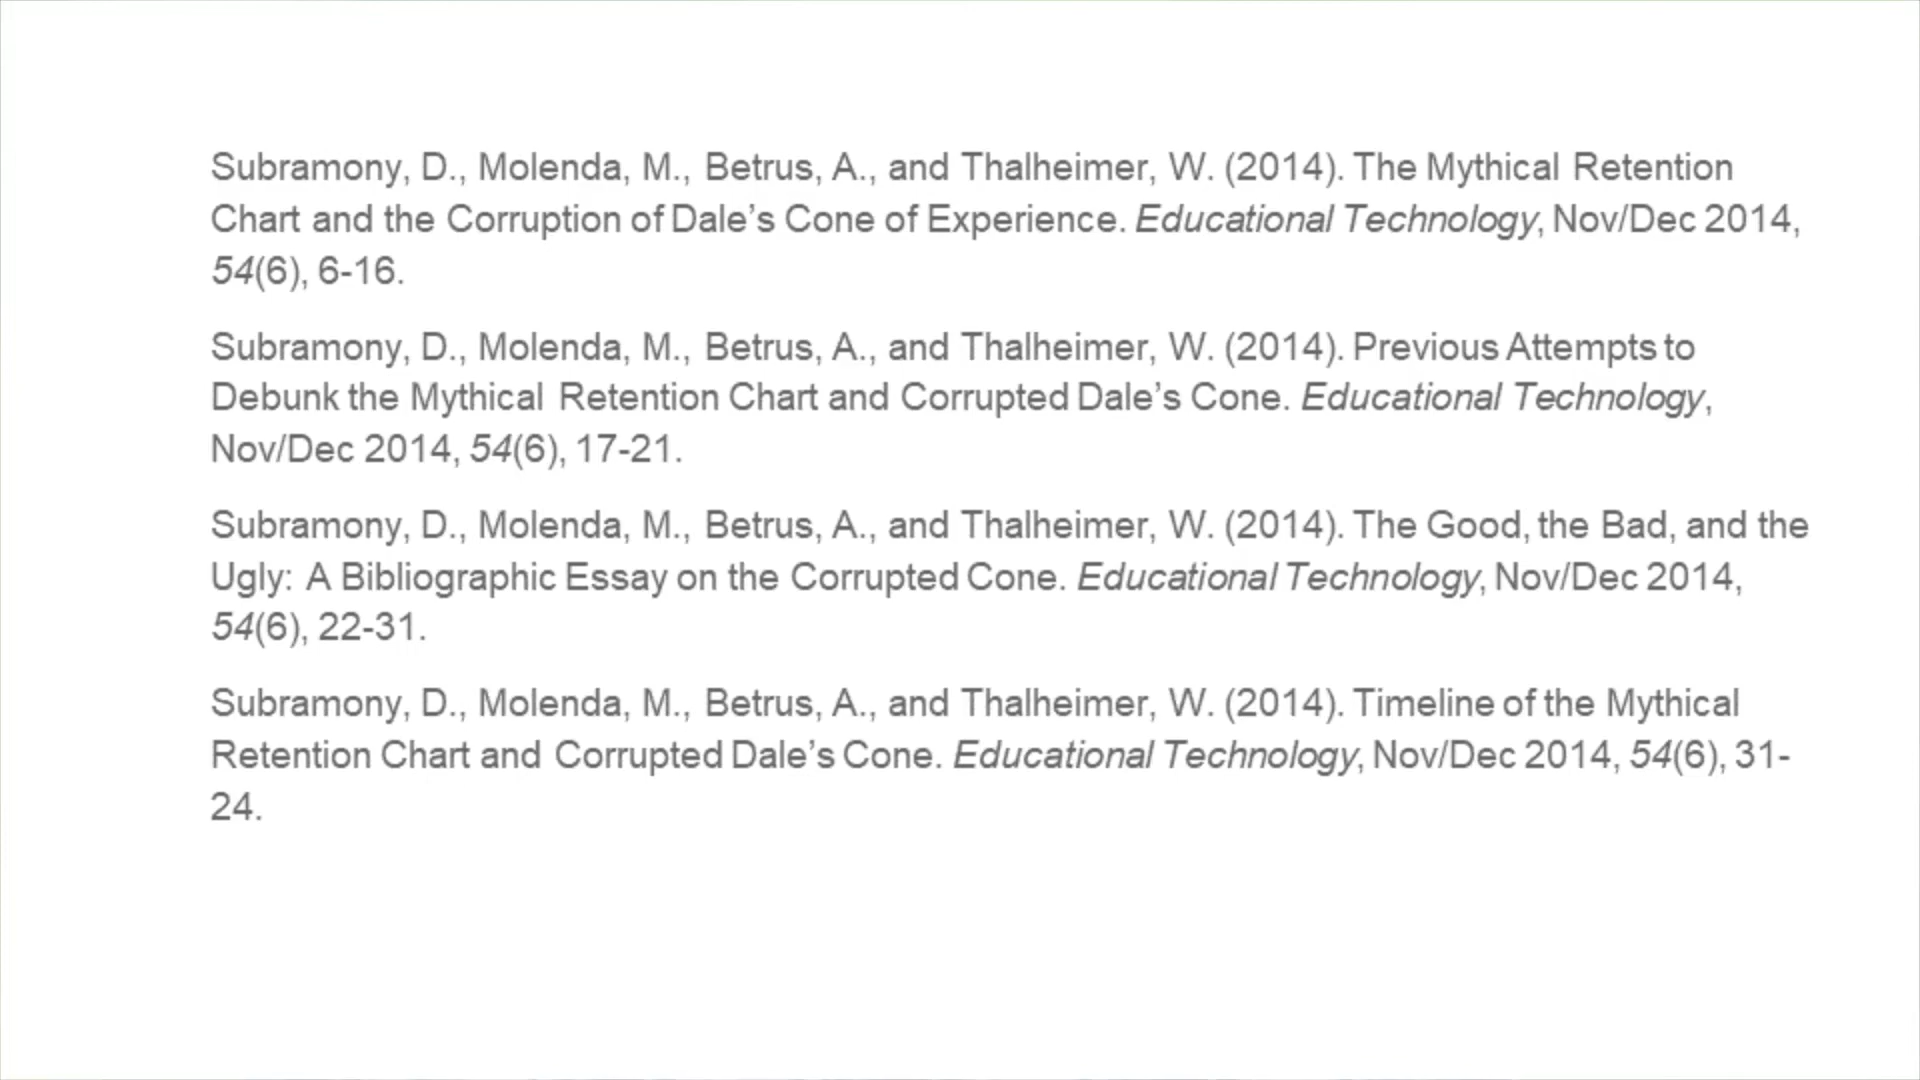 Subramony, D., Molenda, M., Betrus, A., and Thalheimer, W. (2014). The Mythical Retention
Chart and the Corruption of Dale’s Cone of Experience. Educational Technology, Nov/Dec 2014,
54(6), 6-16.
Subramony, D., Molenda, M., Betrus, A., and Thalheimer, W. (2014). Previous Attempts to
Debunk the Mythical Retention Chart and Corrupted Dale’s Cone. Educational Technology,
Nov/Dec 2014, 54(6), 17-21.
Subramony, D., Molenda, M., Betrus, A., and Thalheimer, W. (2014). The Good, the Bad, and the
Ugly: A Bibliographic Essay on the Corrupted Cone. Educational Technology, Nov/Dec 2014,
54(6), 22-31.
Subramony, D., Molenda, M., Betrus, A., and Thalheimer, W. (2014). Timeline of the Mythical
Retention Chart and Corrupted Dale’s Cone. Educational Technology, Nov/Dec 2014, 54(6), 31-
24.